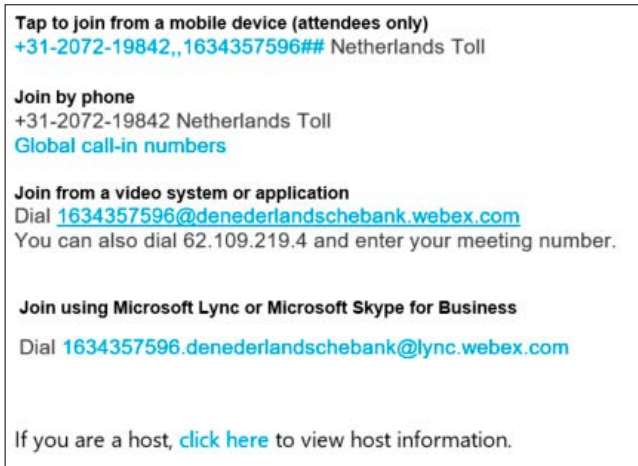 Tap to join from a mobile device (attendees only)
+31-2072-19842,,1634357596## Netherlands Toll
Join by phone
+31-2072-19842 Netherlands Toll
Global call-in numbers
Join from a video system or application
Dial 1634357596@denederlandschebank.webex.com
You can also dial 62.109.219.4 and enter your meeting number.
Join using Microsoft Lync or Microsoft Skype for Business
Dial 1634357596.denederlandschebank@lync.webex.com
If you are a host, click here to view host information.